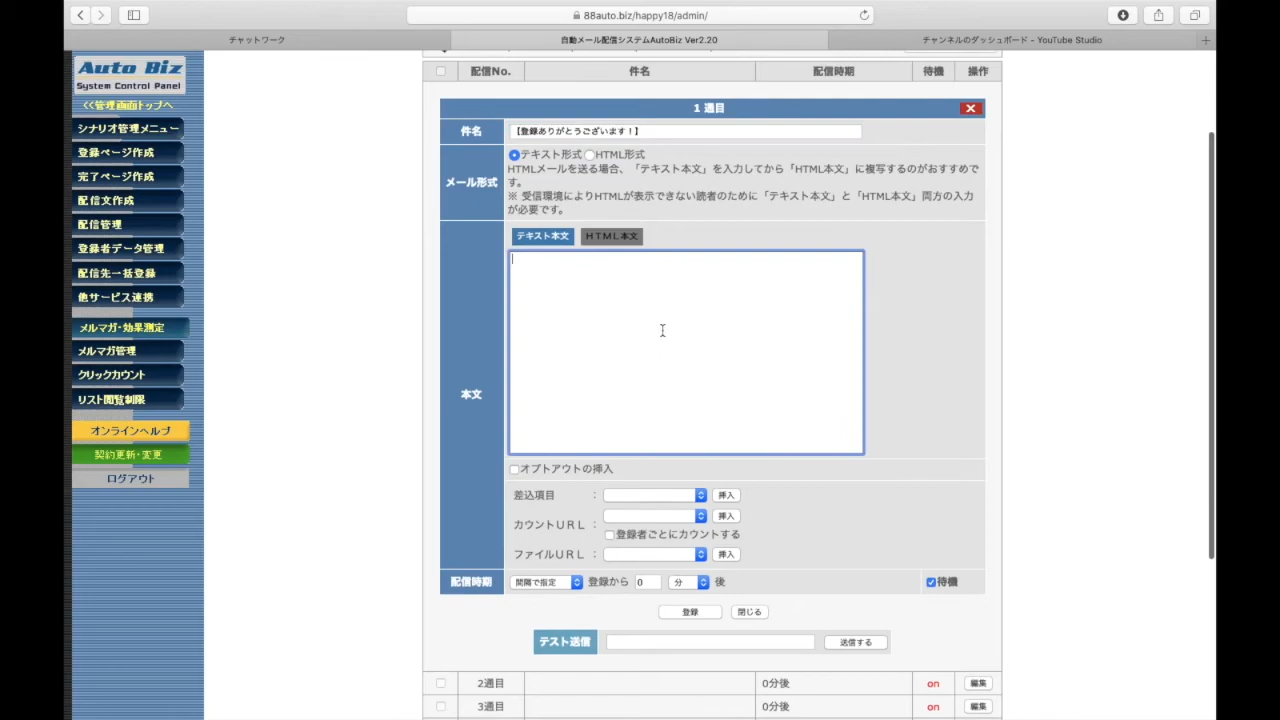 88auto.biz/happy18/admin/
チャットワーク
自動メール配信システムAutoBiz Ver2.20
チャンネルのダッシュボード - YouTube Studio
Auto Biz
System Control Panel
<<管理画面トップへ
シナリオ管理メニュー
登録ページ作成
完了ページ作成
配信文作成
配信管理
登録者データ管理
配信先一括登録
他サービス連携
メルマガ・効果測定
メルマガ管理
クリックカウント
リスト閲覧制限
オンラインヘルプ
契約更新・変更
ログアウト
配信No. 件名 配信時期 待機 操作
1 週目
件名 【登録ありがとうございます！】
メール形式
テキスト形式 HTML形式
HTMLメールを送る場合、「テキスト本文」を入力してから「HTML本文」に複写するのがおすすめで
す。
※ 受信環境によりHTMLが表示できない読者のために「テキスト本文」と「HTML本文」両方の入力
が必要です。
テキスト本文 HTML本文
本文
オプトアウトの挿入
差込項目 ： 挿入
カウントURL ： 挿入
登録者ごとにカウントする
ファイルURL ： 挿入
配信時期 間隔で指定 登録から 0 分 後 待機
登録 閉じる
テスト送信 送信する
2週目 0分後 on 編集
3週目 0分後 on 編集